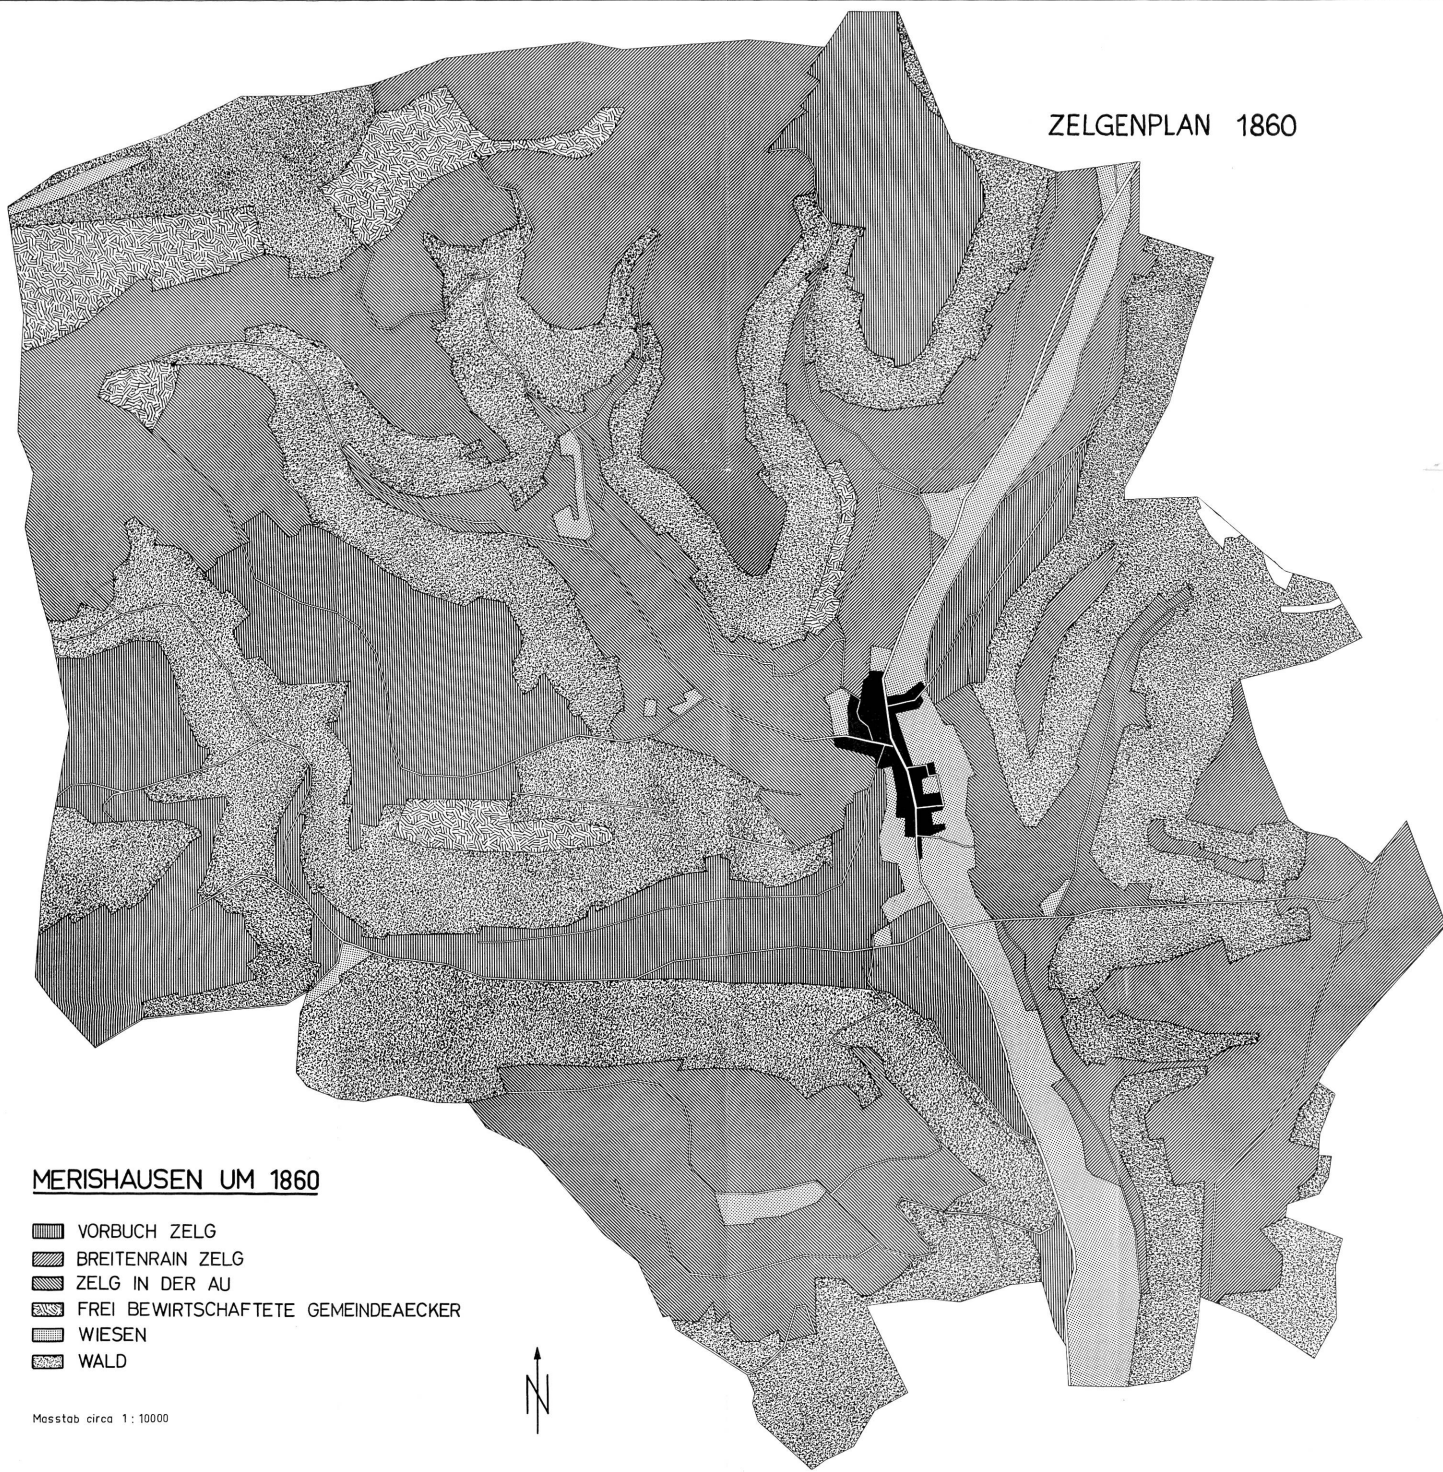 ZELGENPLAN 1860
MERISHAUSEN UM 1860
VORBUCH ZELG
BREITENRAIN ZELG
ZELG IN DER AU
FREI BEWIRTSCHAFTETE GEMEINDEAECKER
WIESEN
WALD
N
Masstab circa 1 : 10000